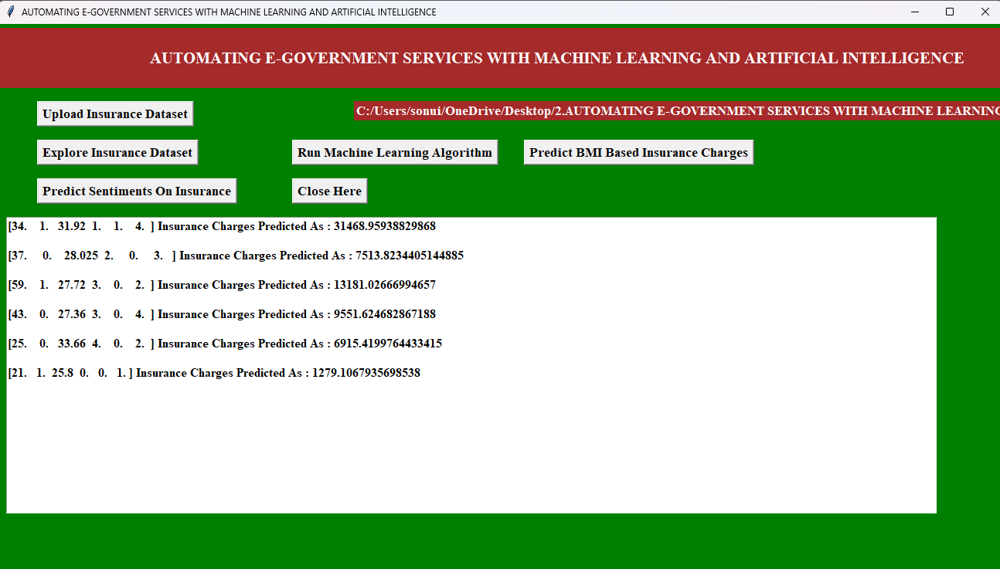 AUTOMATING E-GOVERNMENT SERVICES WITH MACHINE LEARNING AND ARTIFICIAL INTELLIGENCE
AUTOMATING E-GOVERNMENT SERVICES WITH MACHINE LEARNING AND ARTIFICIAL INTELLIGENCE
Upload Insurance Dataset
C:/Users/sonui/OneDrive/Desktop/2.AUTOMATING E-GOVERNMENT SERVICES WITH MACHINE LEARNING
Explore Insurance Dataset
Run Machine Learning Algorithm
Predict BMI Based Insurance Charges
Predict Sentiments On Insurance
Close Here
[34. 1. 31.92 1. 1. 4. ] Insurance Charges Predicted As : 31468.95938829868
[37. 0. 28.025 2. 0. 3. ] Insurance Charges Predicted As : 7513.8234405144885
[59. 1. 27.72 3. 0. 2. ] Insurance Charges Predicted As : 13181.02666994657
[43. 0. 27.36 3. 0. 4. ] Insurance Charges Predicted As : 9551.624682867188
[25. 0. 33.66 4. 0. 2. ] Insurance Charges Predicted As : 6915.4199764433415
[21. 1. 25.8 0. 0. 1. ] Insurance Charges Predicted As : 1279.1067935698538